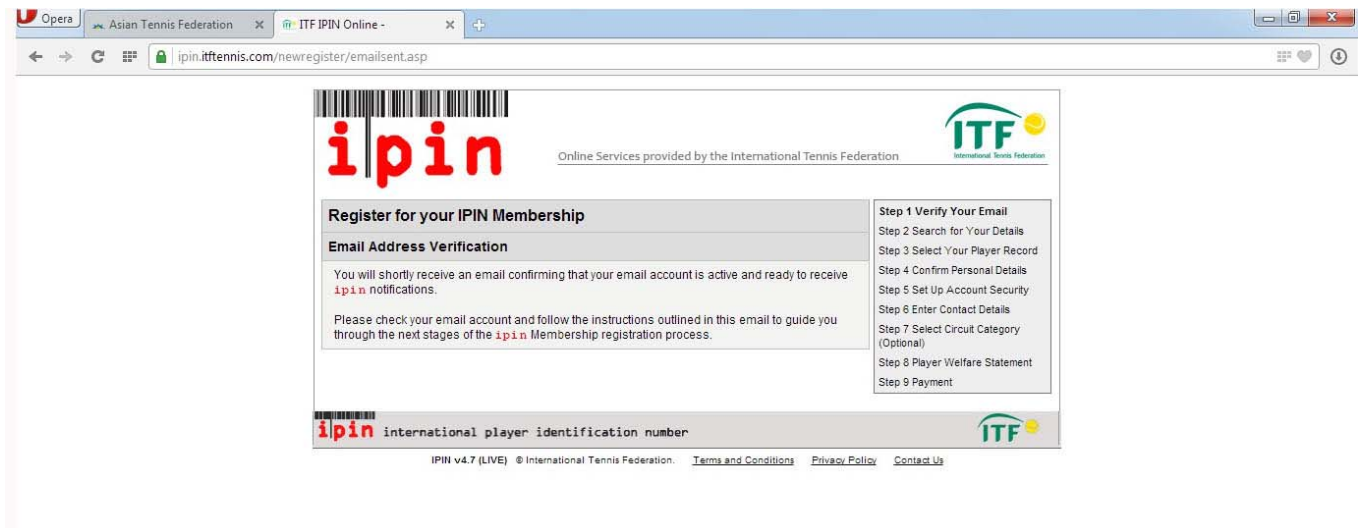 Opera
Asian Tennis Federation
ITF IPIN Online -
ipin.itftennis.com/newregister/emailsent.asp
ipin
Online Services provided by the International Tennis Federation
ITF
International Tennis Federation
Register for your IPIN Membership
Email Address Verification
You will shortly receive an email confirming that your email account is active and ready to receive
ipin notifications.
Please check your email account and follow the instructions outlined in this email to guide you
through the next stages of the ipin Membership registration process.
Step 1 Verify Your Email
Step 2 Search for Your Details
Step 3 Select Your Player Record
Step 4 Confirm Personal Details
Step 5 Set Up Account Security
Step 6 Enter Contact Details
Step 7 Select Circuit Category
(Optional)
Step 8 Player Welfare Statement
Step 9 Payment
ipin international player identification number
ITF
IPIN v4.7 (LIVE) © International Tennis Federation. Terms and Conditions Privacy Policy Contact Us